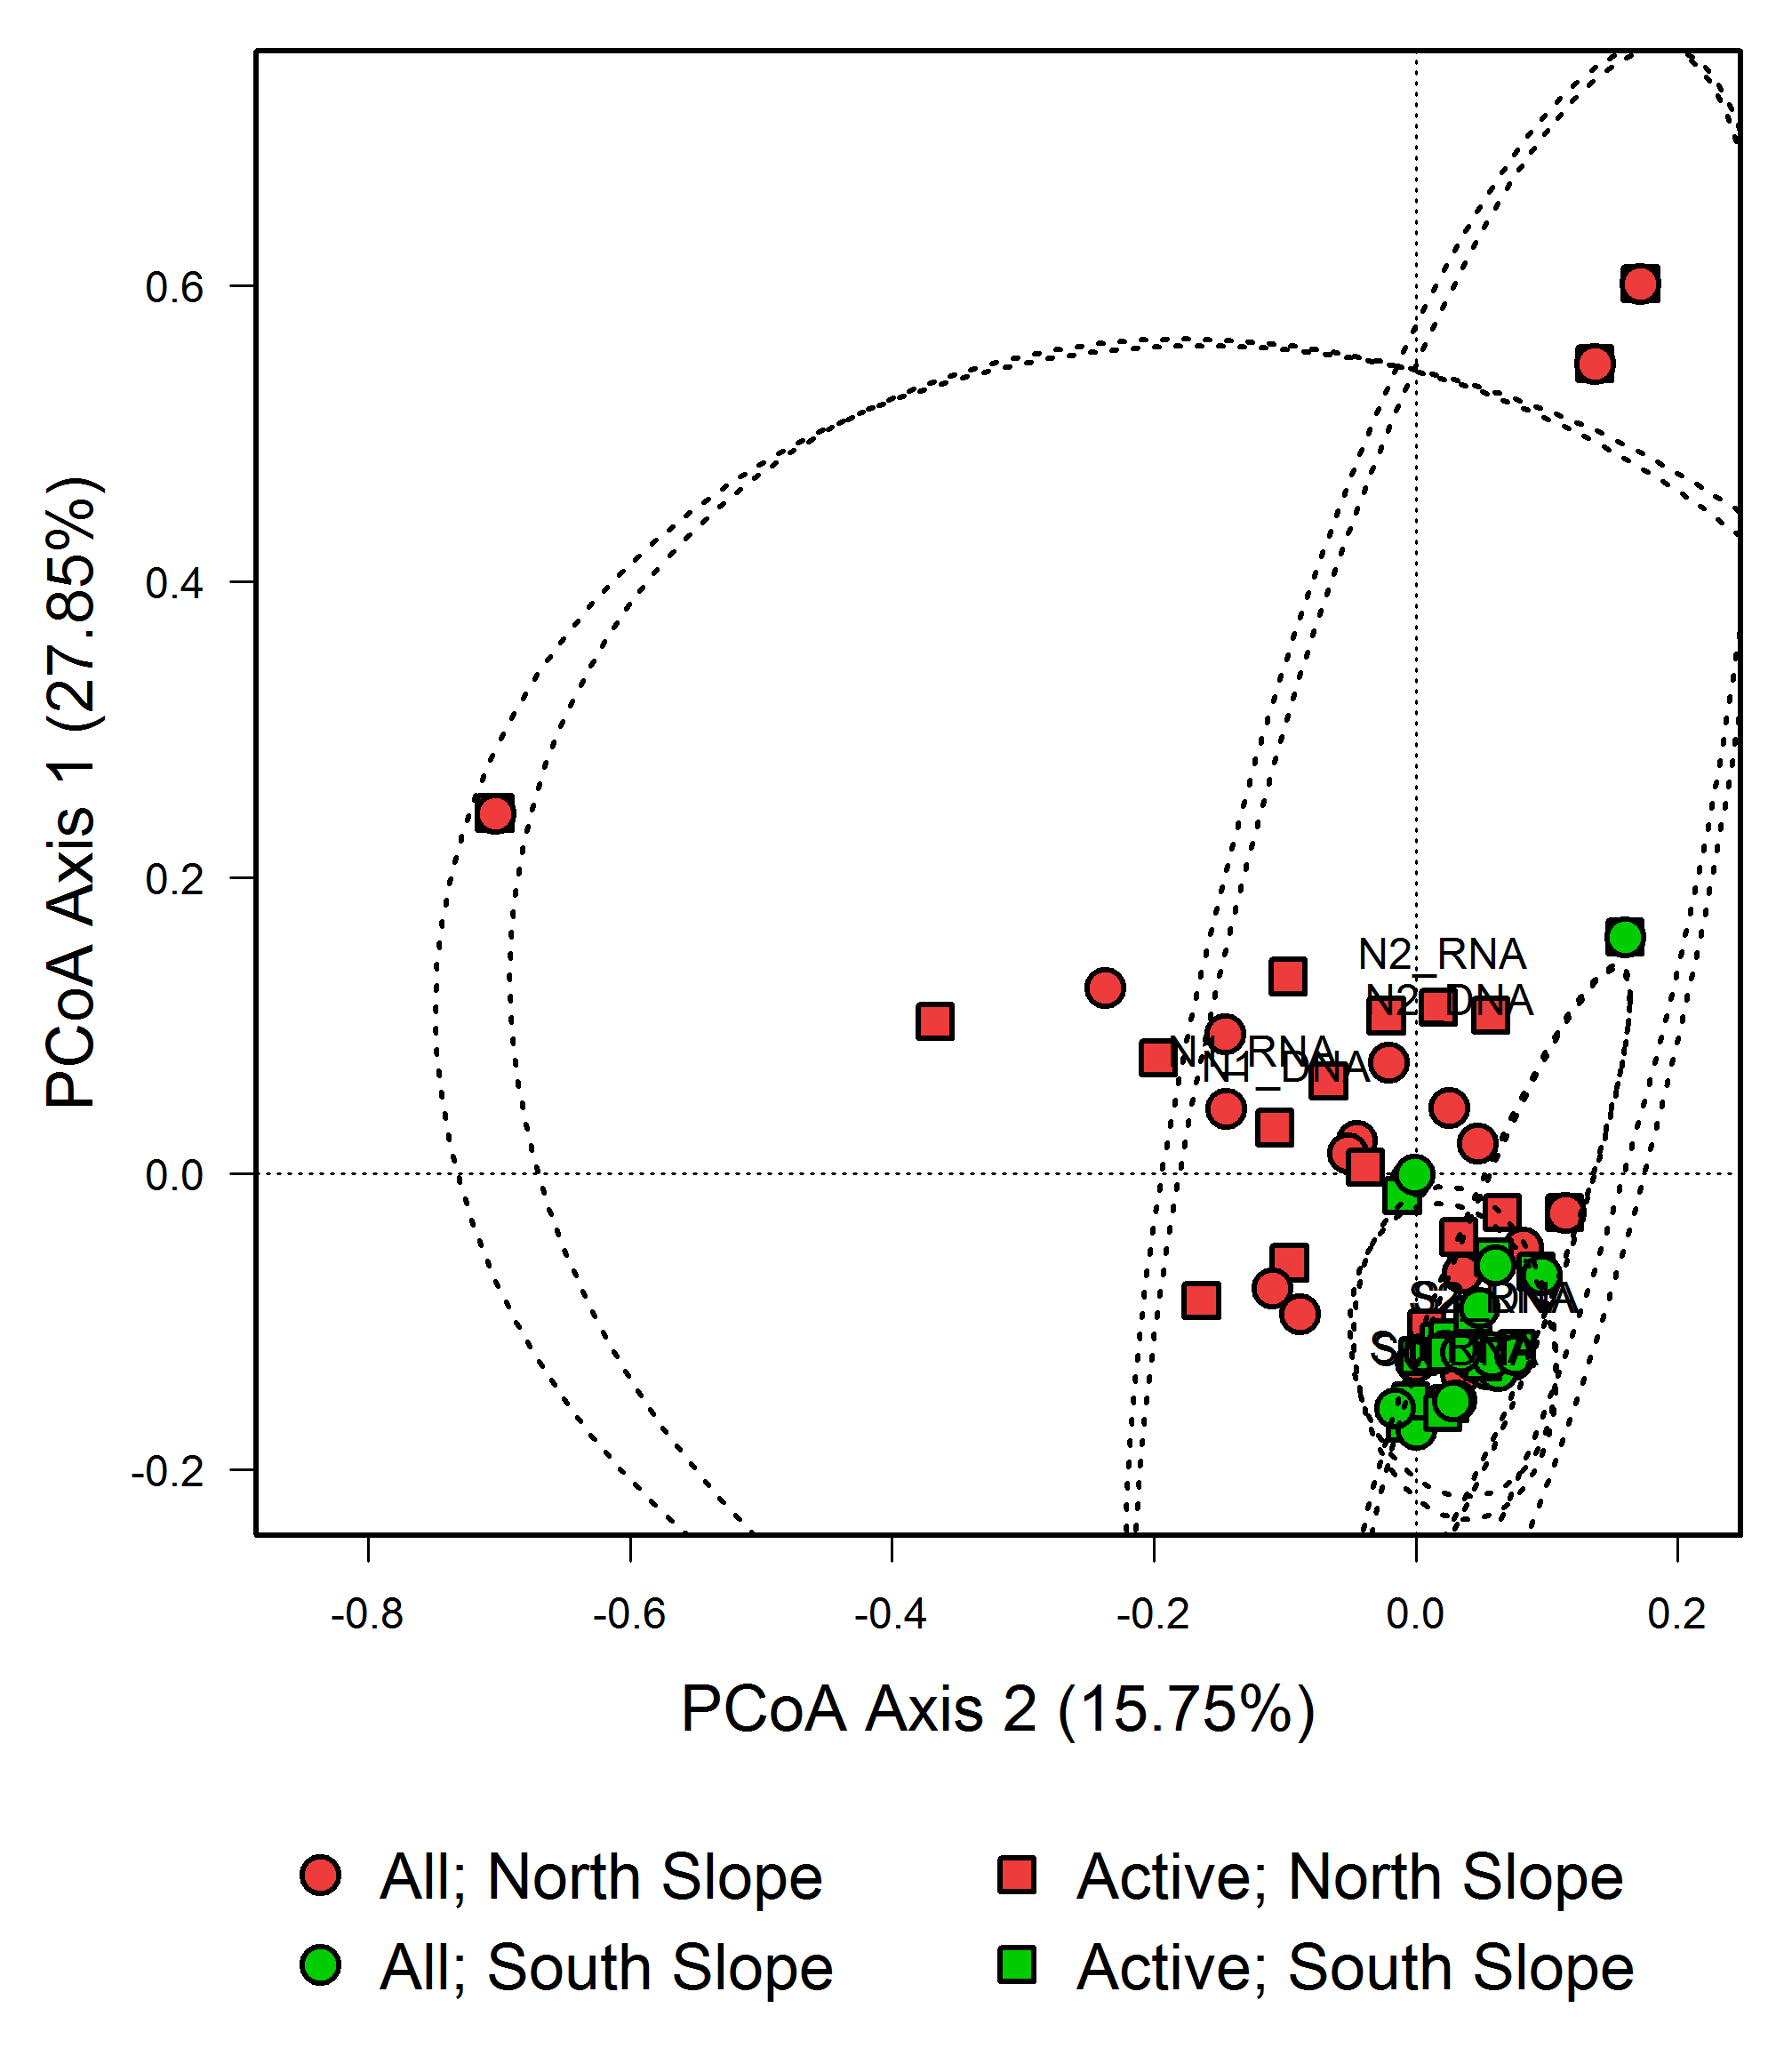 PCoA Axis 1 (27.85%)
0.6
0.4
0.2
0.0
-0.2
N2_RNA
N2_DNA
N1_RNA
N1_DNA
-0.8
-0.6
-0.4
-0.2
0.0
0.2
PCoA Axis 2 (15.75%)
All; North Slope
Active; North Slope
All; South Slope
Active; South Slope